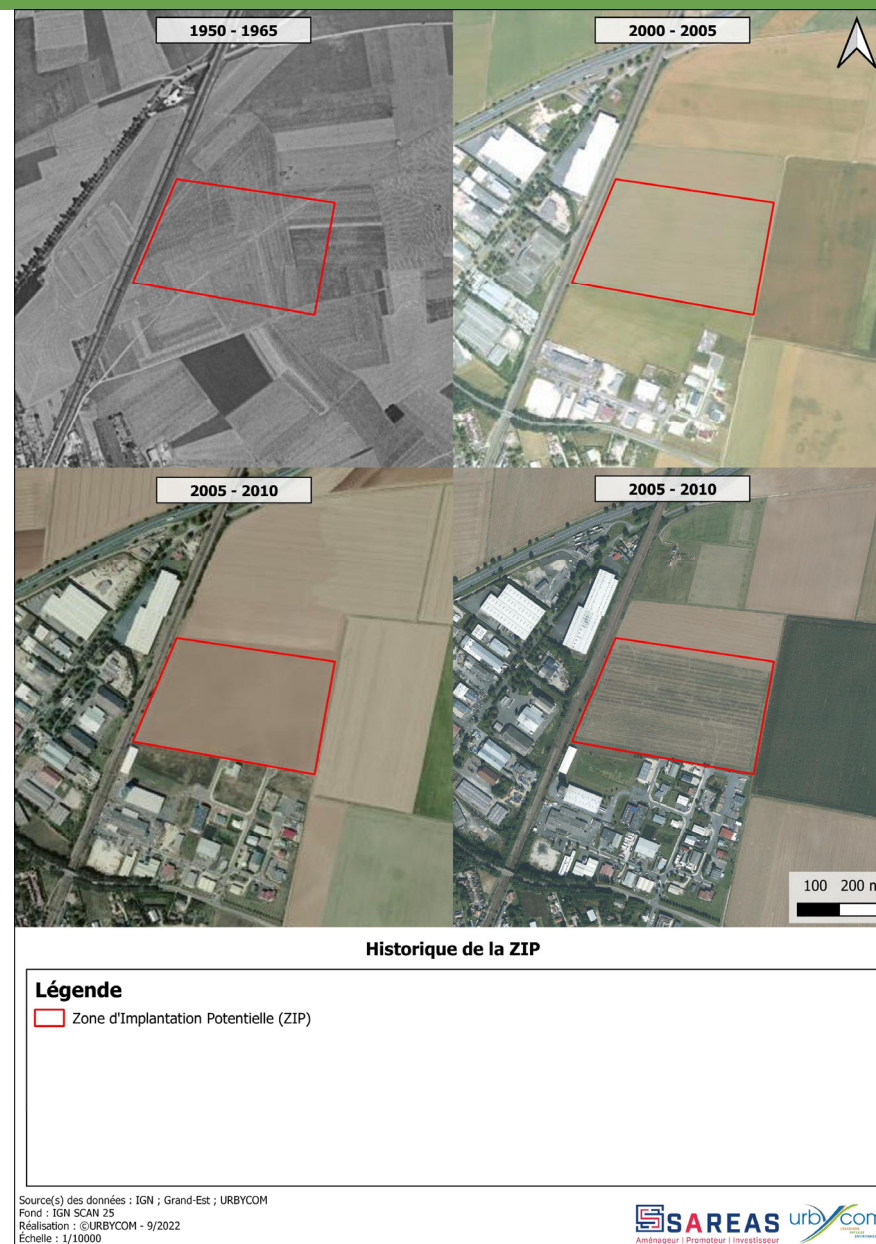 1950 - 1965
2000 - 2005
2005 - 2010
2005 - 2010
100 200 m
Historique de la ZIP
Légende
Zone d'Implantation Potentielle (ZIP)
Source(s) des données : IGN ; Grand-Est ; URBYCOM
Fond : IGN SCAN 25
Réalisation : ©URBYCOM - 9/2022
Échelle : 1/10000
SAREAS
Aménageur | Promoteur | Investisseur
urbycom